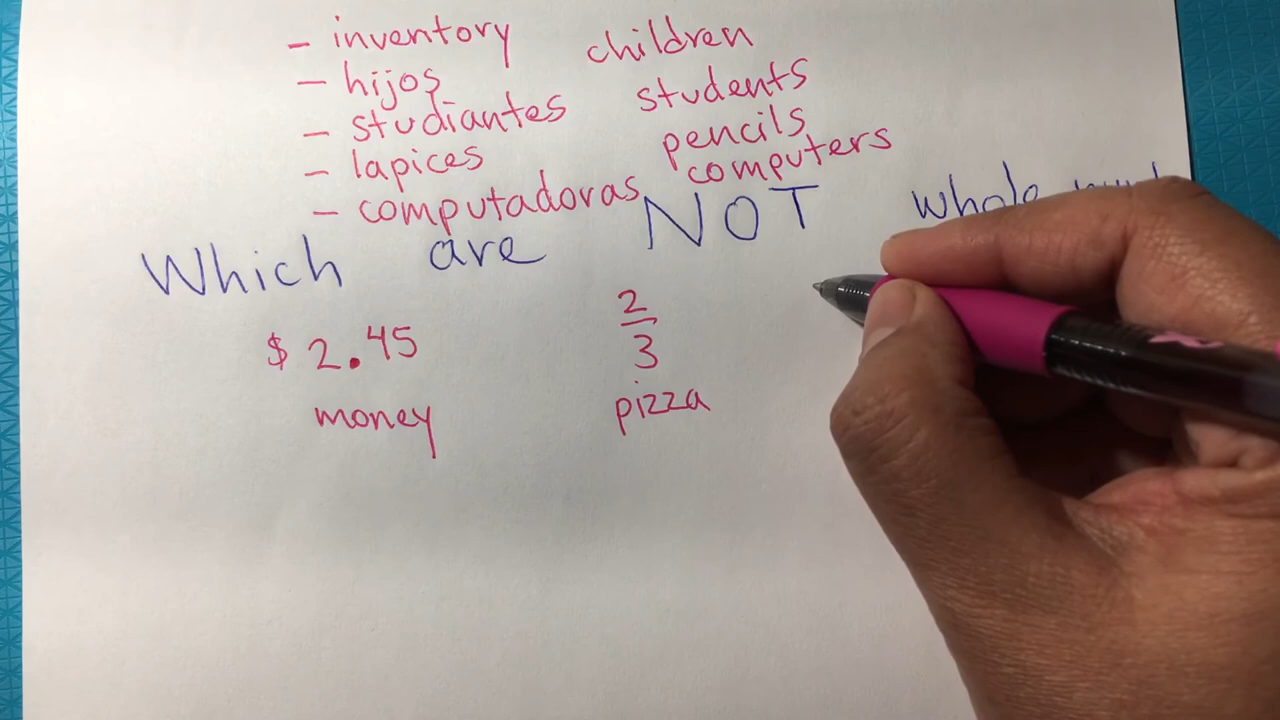 - inventory
- hijos children
- studiantes students
- lapices pencils
- computadoras computers
Which are NOT whole
$ 2.45 2/3
money pizza